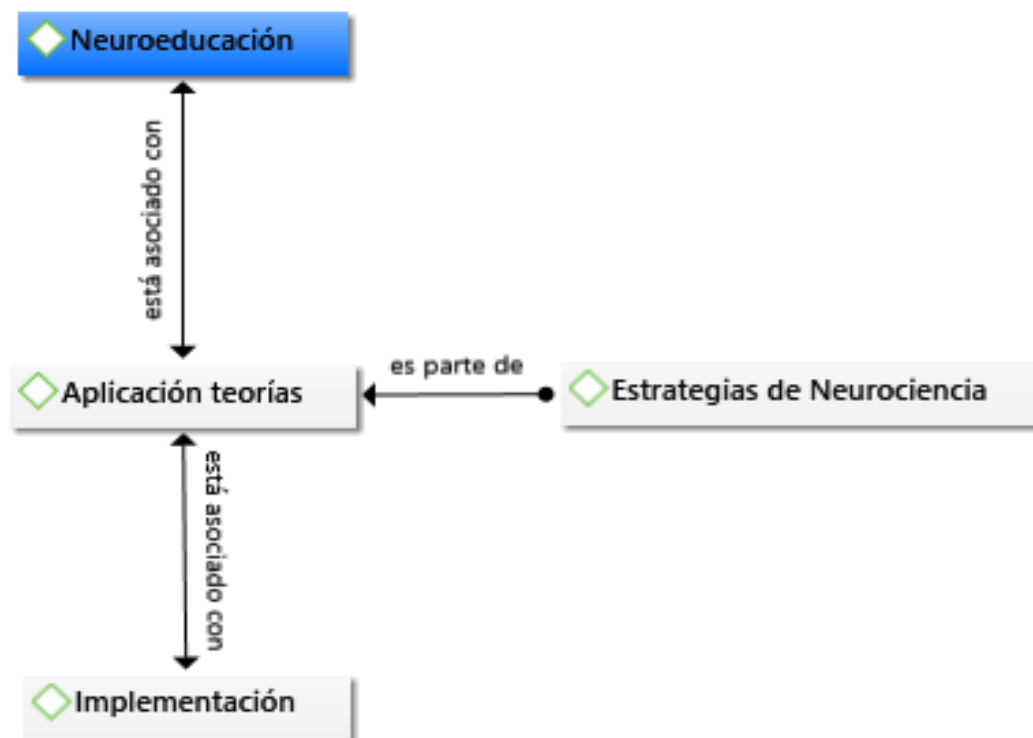 Neuroeducación
está asociado con
Aplicación teorías
es parte de
Estrategias de Neurociencia
está asociado con
Implementación